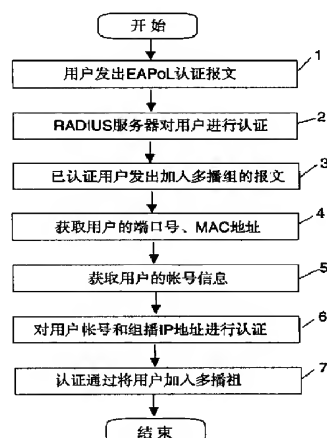 开始
1
用户发出EAPoL认证报文
2
RADIUS服务器对用户进行认证
3
已认证用户发出加入多播组的报文
4
获取用户的端口号、MAC地址
5
获取用户的帐号信息
6
对用户帐号和组播IP地址进行认证
7
认证通过将用户加入多播组
结束